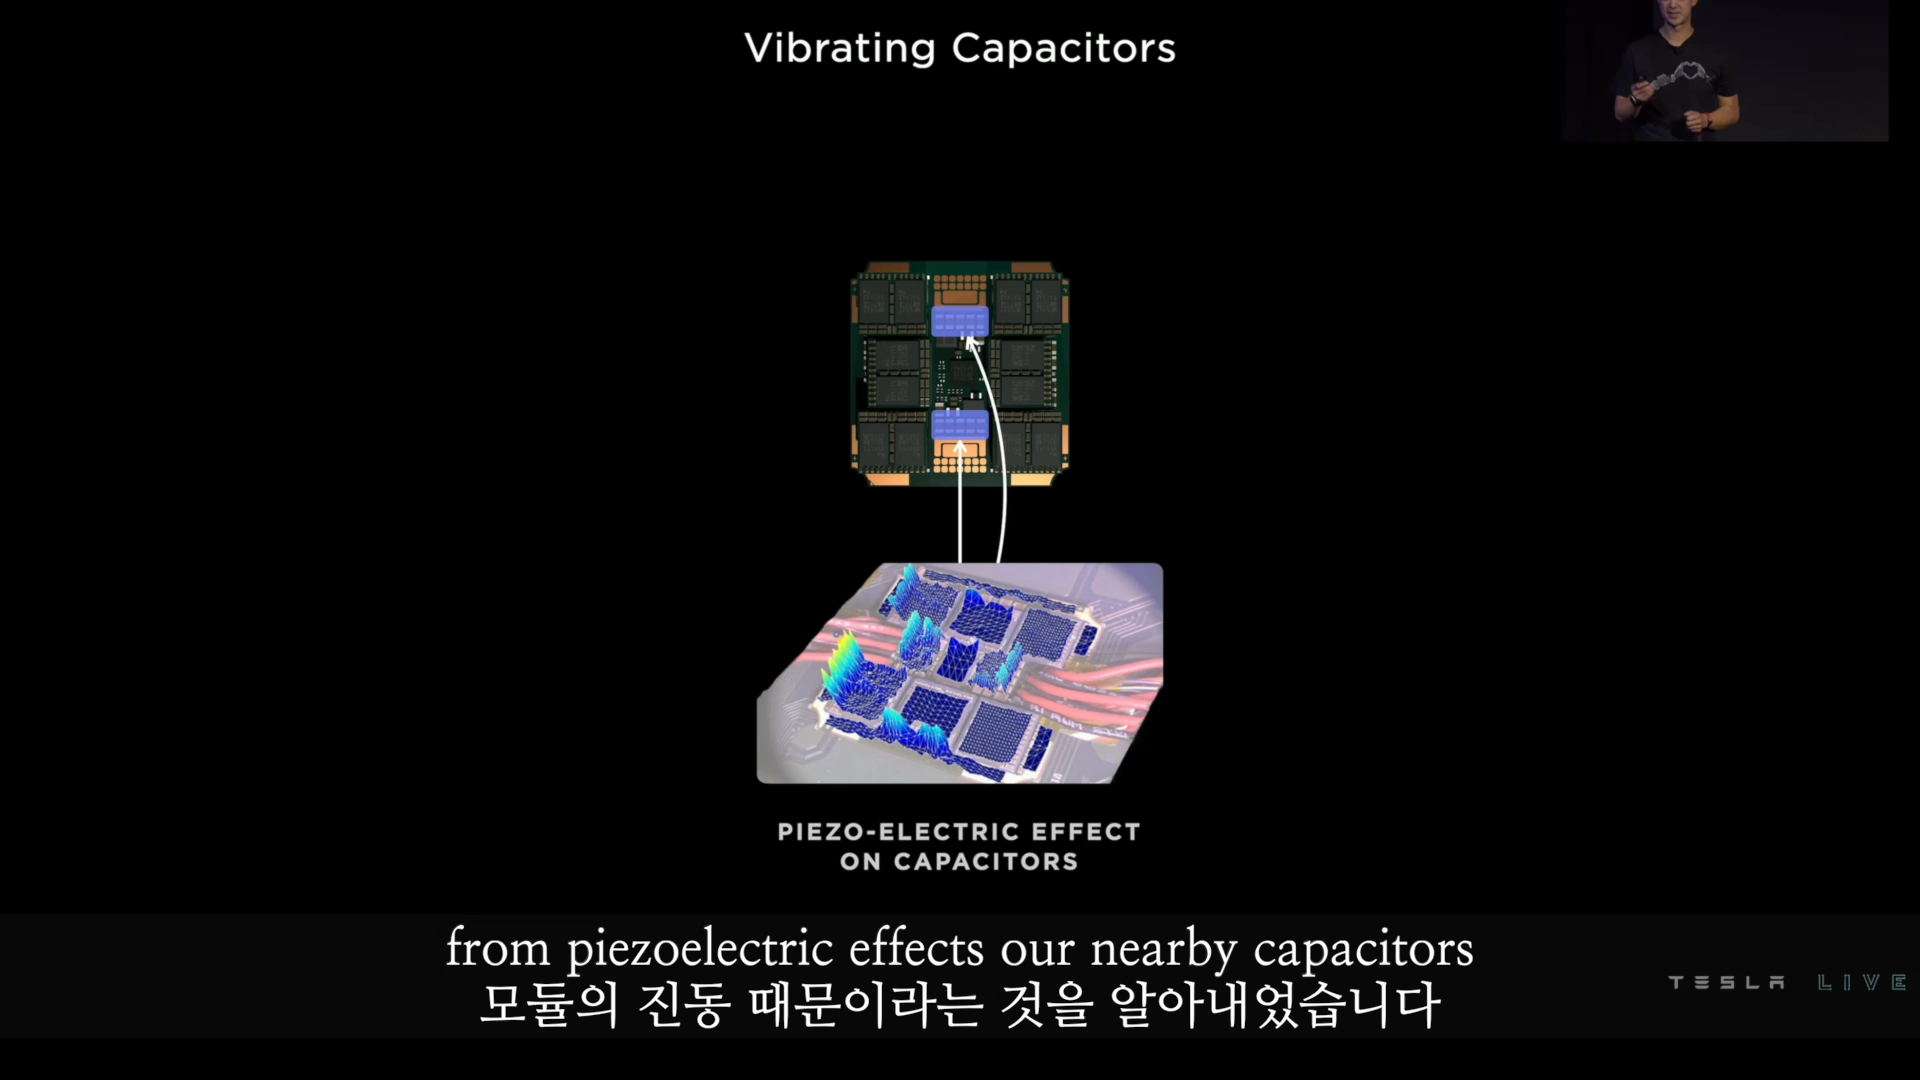 Vibrating Capacitors
PIEZO-ELECTRIC EFFECT
ON CAPACITORS
from piezoelectric effects our nearby capacitors
모듈의 진동 때문이라는 것을 알아내었습니다
TESLA LIVE